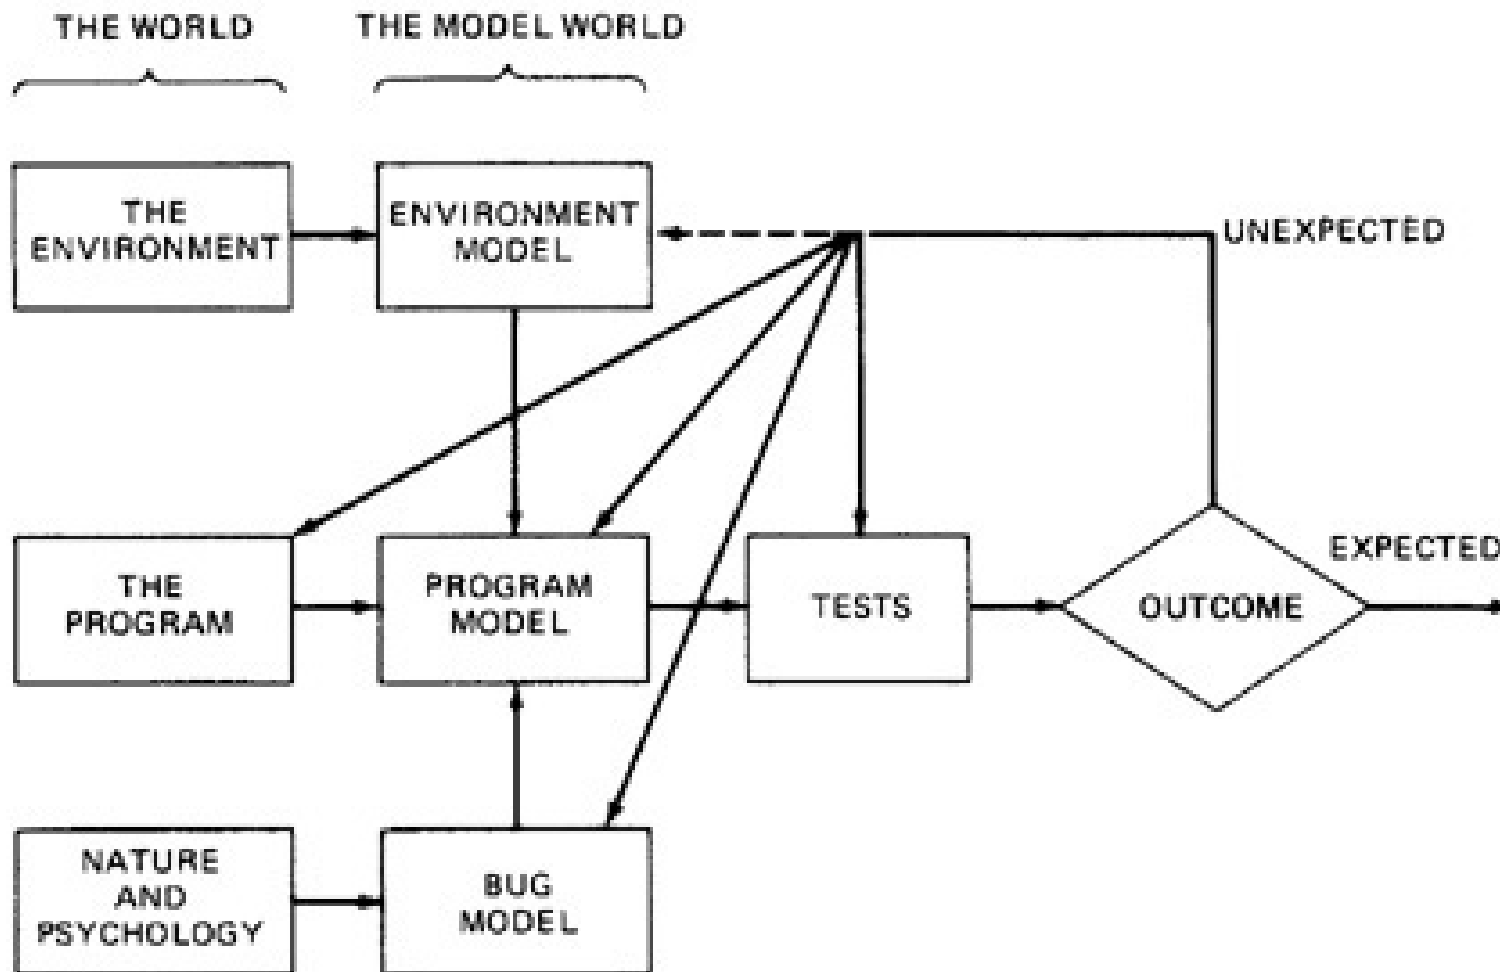 THE WORLD
THE MODEL WORLD
THE
ENVIRONMENT
ENVIRONMENT
MODEL
UNEXPECTED
THE
PROGRAM
PROGRAM
MODEL
TESTS
OUTCOME
EXPECTED
NATURE
AND
PSYCHOLOGY
BUG
MODEL